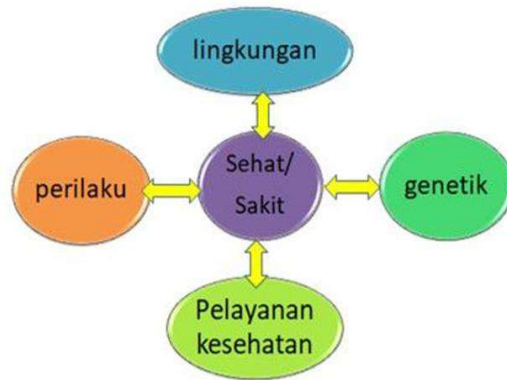 lingkungan
perilaku
Sehat/
Sakit
genetik
Pelayanan
kesehatan